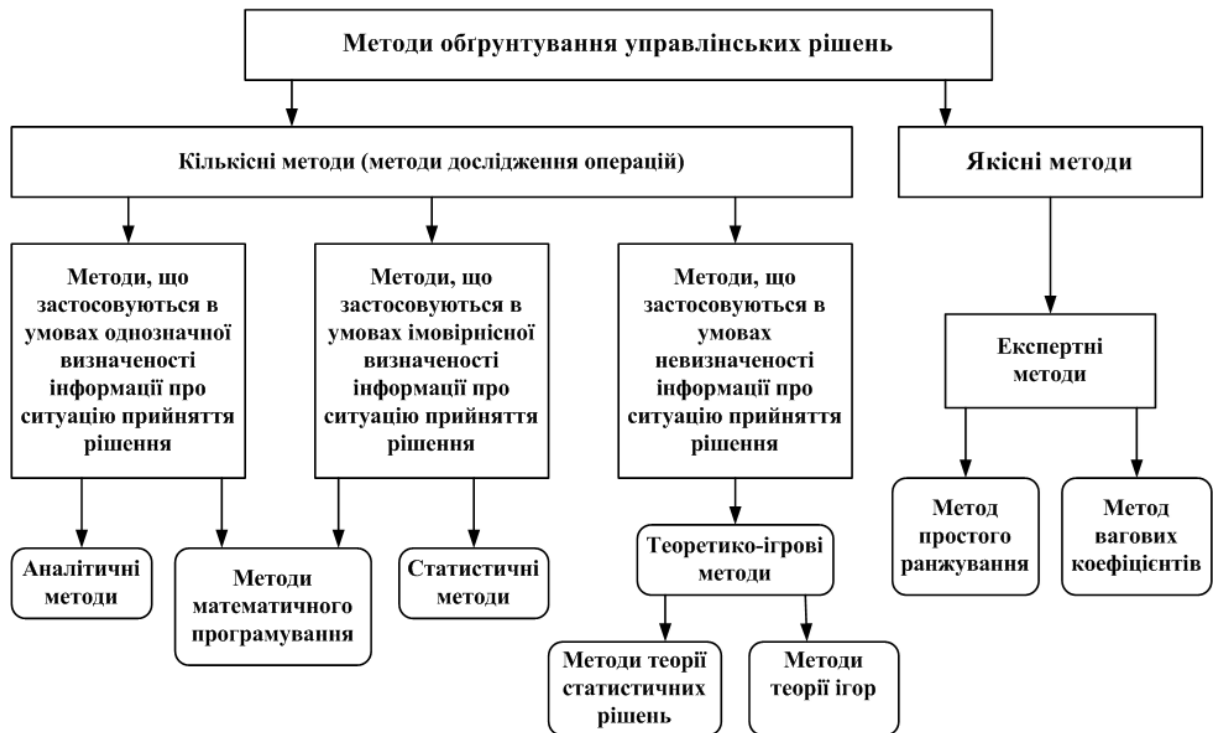 Методи обґрунтування управлінських рішень
Кількісні методи (методи дослідження операцій)
Якісні методи
Методи, що
застосовуються в
умовах однозначної
визначеності
інформації про
ситуацію прийняття
рішення
Методи, що
застосовуються в
умовах імовірнісної
визначеності
інформації про
ситуацію прийняття
рішення
Методи, що
застосовуються в
умовах
невизначеності
інформації про
ситуацію прийняття
рішення
Експертні
методи
Аналітичні
методи
Методи
математичного
програмування
Статистичні
методи
Теоретико-ігрові
методи
Метод
простого
ранжування
Метод
вагових
коефіцієнтів
Методи теорії
статистичних
рішень
Методи
теорії ігор